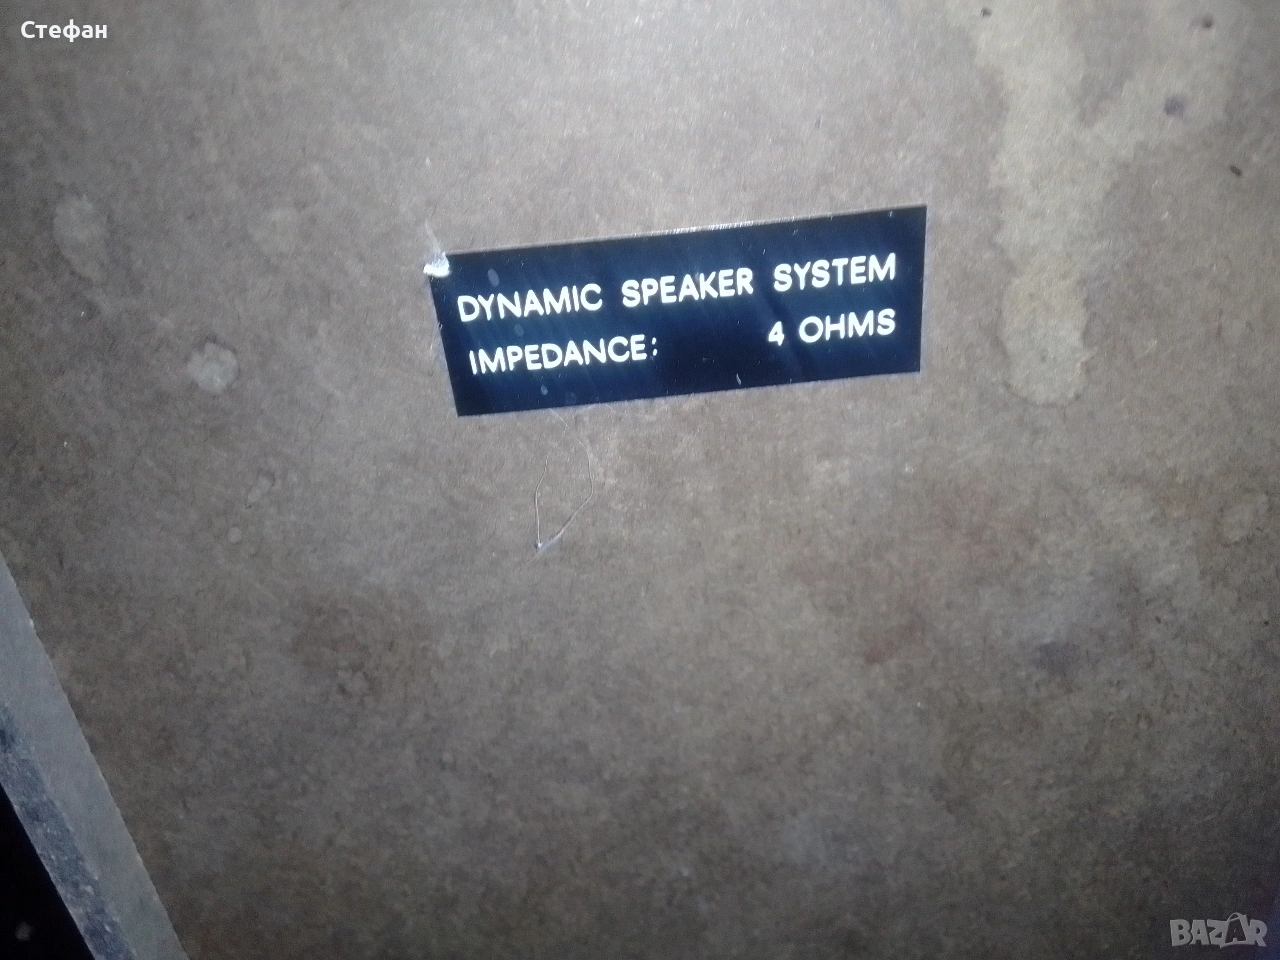 Стефан
DYNAMIC SPEAKER SYSTEM
IMPEDANCE: 4 OHMS
BAZAR